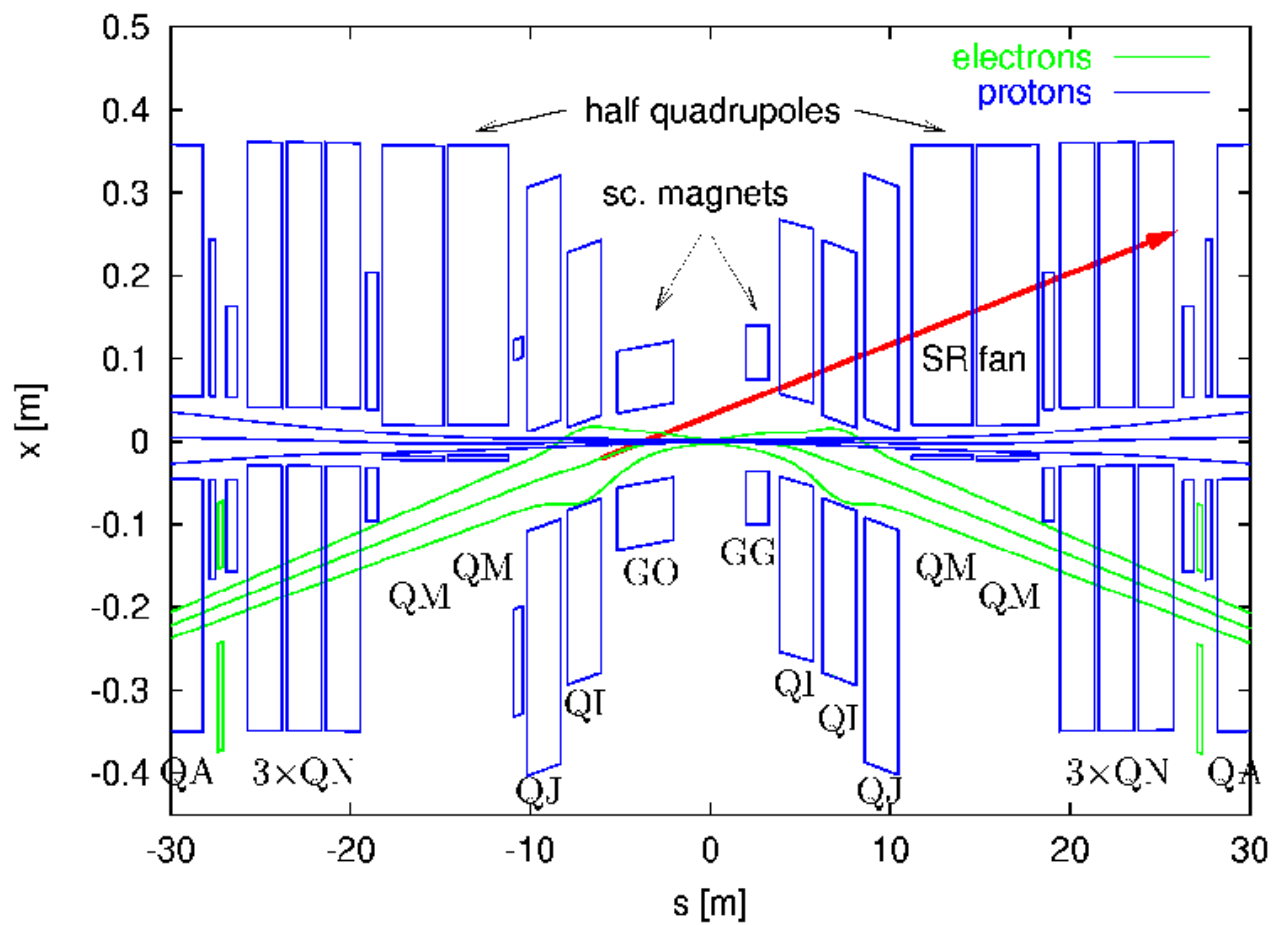 0.5
electrons
protons
0.4
half quadrupoles
0.3
sc. magnets
0.2
0.1
SR fan
x [m]
0
-0.1
GG
QM
GO
QM
QM
QM
-0.2
-0.3
QI
QI
QI
QA
3×QN
QJ
QJ
3×QN
QA
-0.4
-30
-20
-10
0
10
20
30
s [m]